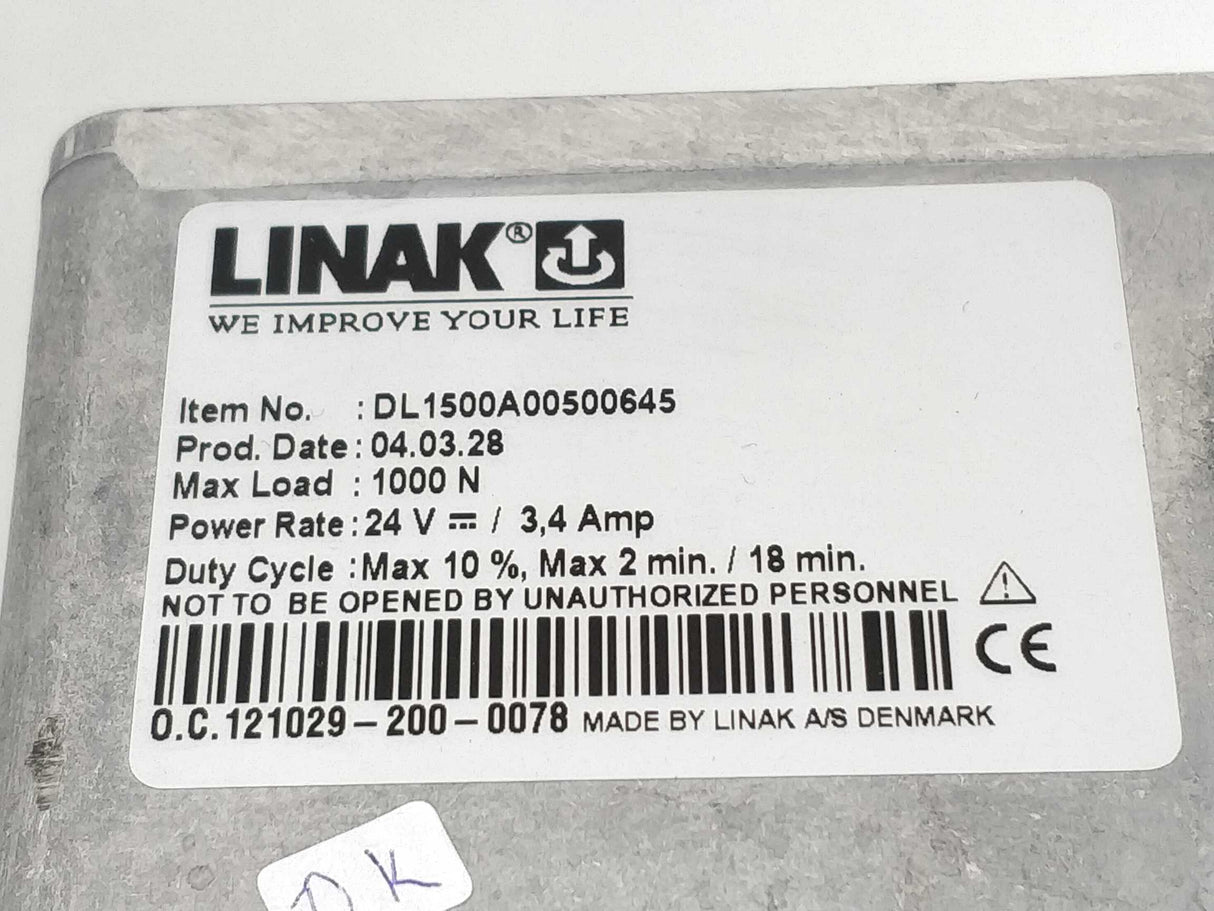 LINAK®
WE IMPROVE YOUR LIFE
Item No. : DL1500A00500645
Prod. Date : 04.03.28
Max Load : 1000 N
Power Rate : 24 V ⎓ / 3,4 Amp
Duty Cycle : Max 10 %, Max 2 min. / 18 min.
NOT TO BE OPENED BY UNAUTHORIZED PERSONNEL
CE
O.C.121029-200-0078 MADE BY LINAK A/S DENMARK
DK